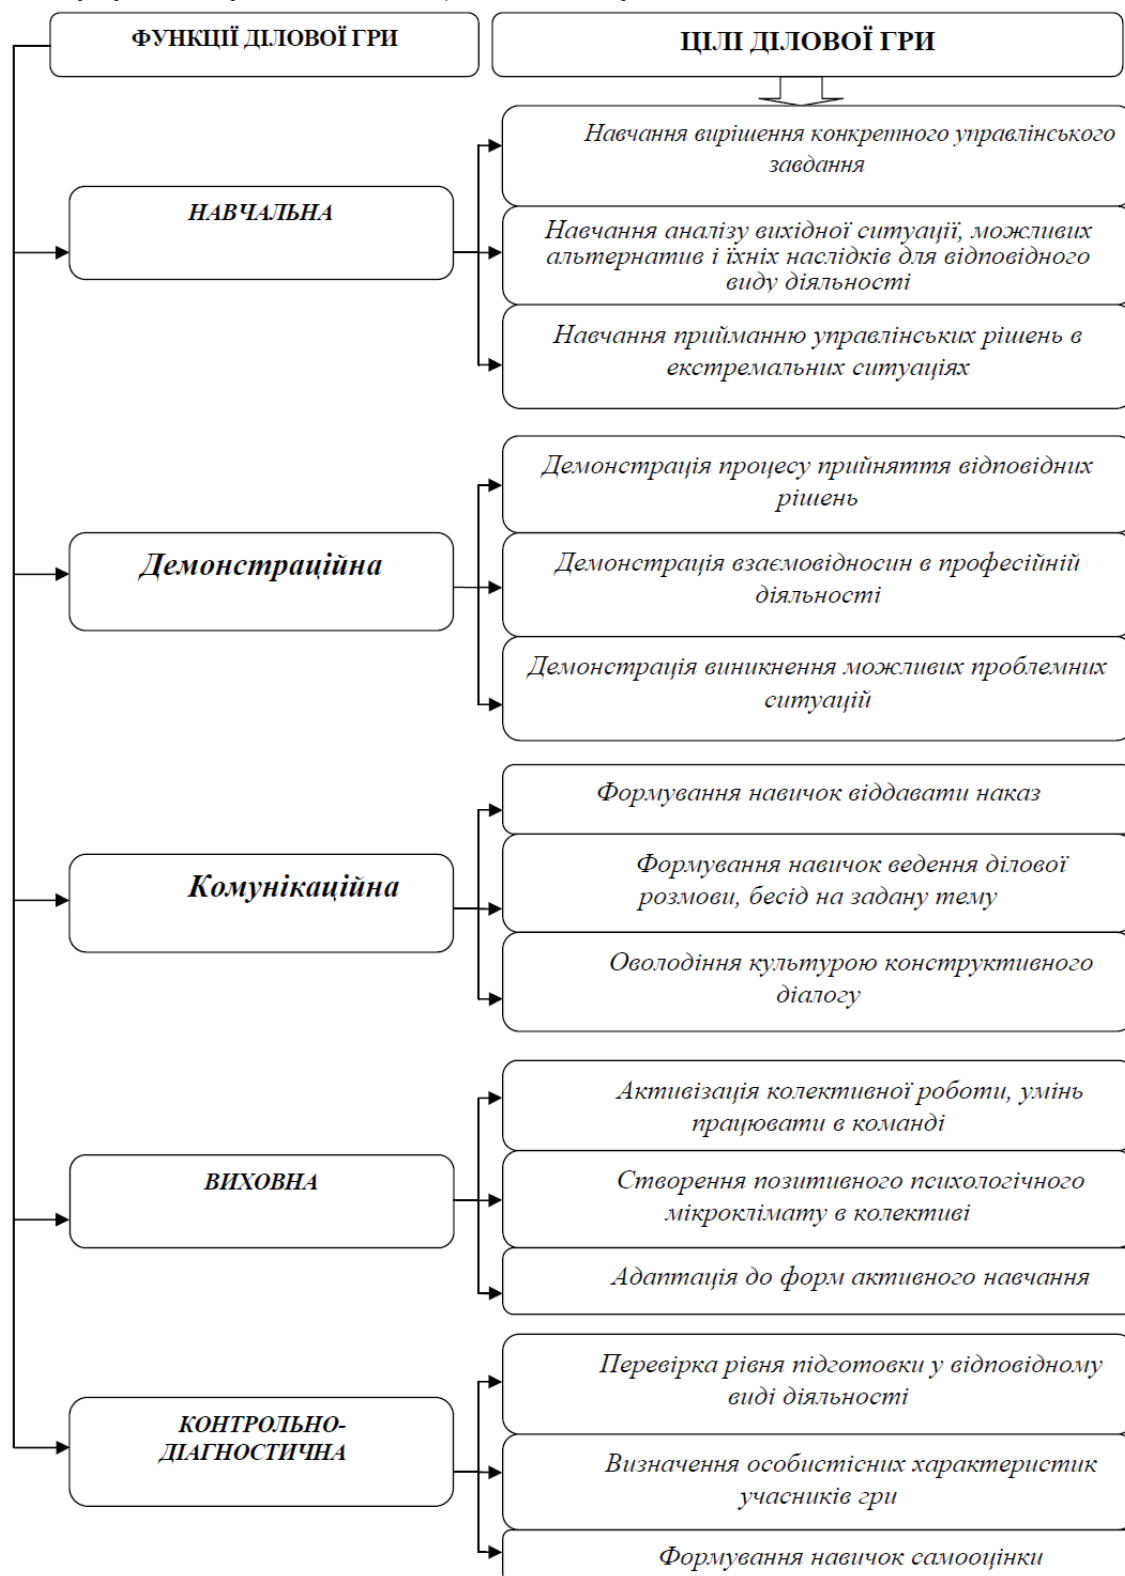 ФУНКЦІЇ ДІЛОВОЇ ГРИ
ЦІЛІ ДІЛОВОЇ ГРИ
НАВЧАЛЬНА
Навчання вирішення конкретного управлінського
завдання
Навчання аналізу вихідної ситуації, можливих
альтернатив і їхніх наслідків для відповідного
виду діяльності
Навчання прийманню управлінських рішень в
екстремальних ситуаціях
Демонстраційна
Демонстрація процесу прийняття відповідних
рішень
Демонстрація взаємовідносин в професійній
діяльності
Демонстрація виникнення можливих проблемних
ситуацій
Комунікаційна
Формування навичок віддавати наказ
Формування навичок ведення ділової
розмови, бесід на задану тему
Оволодіння культурою конструктивного
діалогу
ВИХОВНА
Активізація колективної роботи, умінь
працювати в команді
Створення позитивного психологічного
мікроклімату в колективі
Адаптація до форм активного навчання
КОНТРОЛЬНО-
ДІАГНОСТИЧНА
Перевірка рівня підготовки у відповідному
виді діяльності
Визначення особистісних характеристик
учасників гри
Формування навичок самооцінки